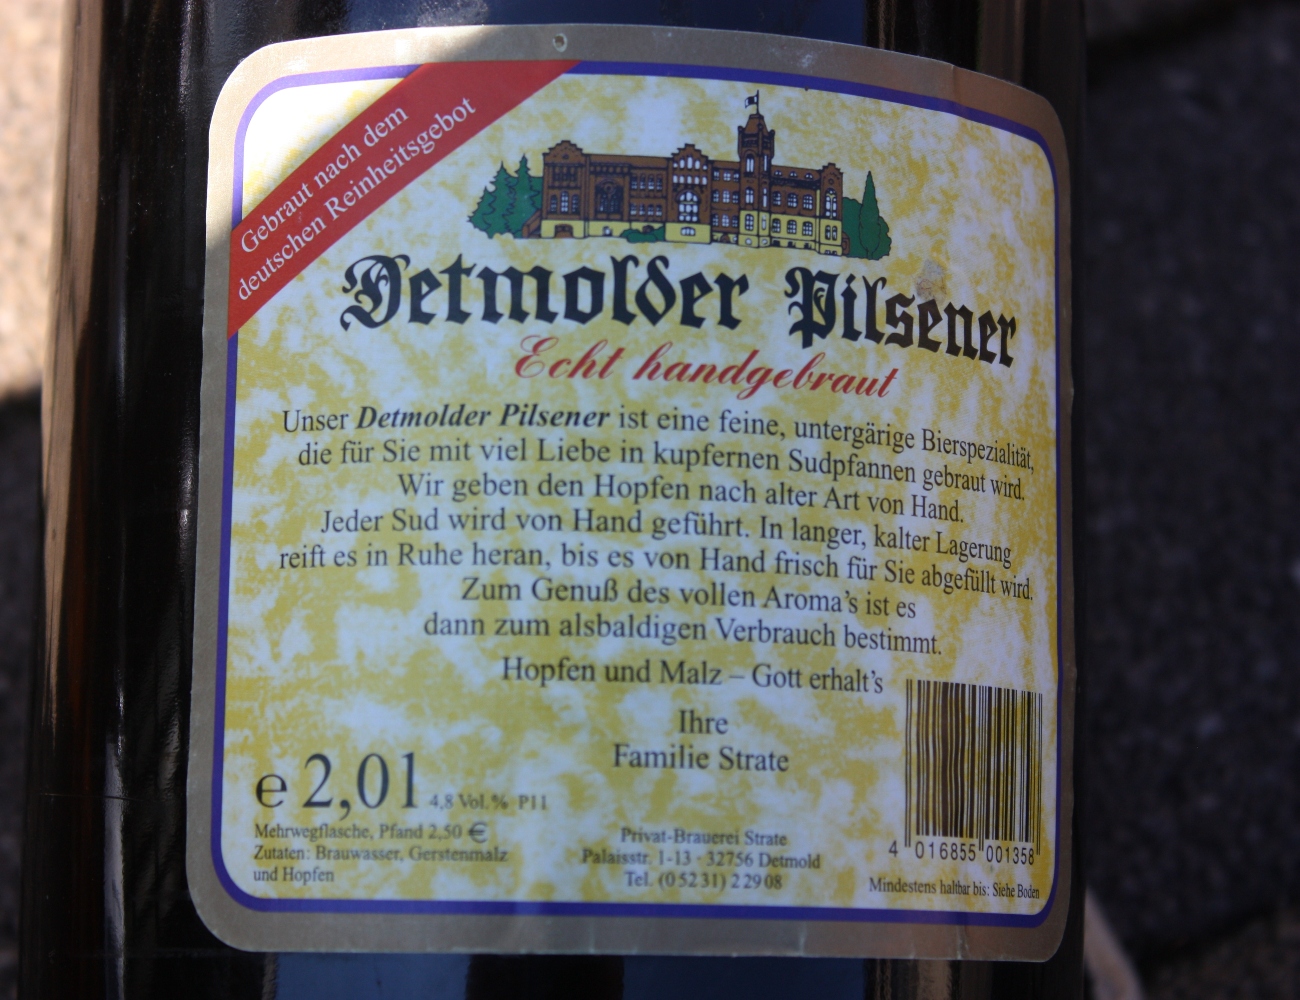 Gebraut nach dem
deutschen Reinheitsgebot
Detmolder Pilsener
Echt handgebraut
Unser Detmolder Pilsener ist eine feine, untergärige Bierspezialität,
die für Sie mit viel Liebe in kupfernen Sudpfannen gebraut wird.
Wir geben den Hopfen nach alter Art von Hand.
Jeder Sud wird von Hand geführt. In langer, kalter Lagerung
reift es in Ruhe heran, bis es von Hand frisch für Sie abgefüllt wird.
Zum Genuß des vollen Aroma's ist es
dann zum alsbaldigen Verbrauch bestimmt.
Hopfen und Malz – Gott erhalt's
Ihre
Familie Strate
e 2,0l 4,8 Vol.% P11
Mehrwegflasche, Pfand 2,50 €
Zutaten: Brauwasser, Gerstenmalz
und Hopfen
Privat-Brauerei Strate
Palaisstr. 1-13 · 32756 Detmold
Tel. (05231) 22908
4 016855 001358
Mindestens haltbar bis: Siehe Boden